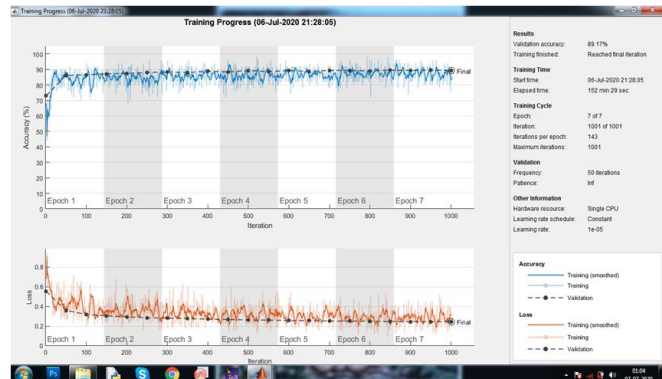 Training Progress (06-Jul-2020 21:28:05)
Training Progress (06-Jul-2020 21:28:05)
Accuracy (%)
100
90
80
70
60
50
40
30
20
10
0
Final
Epoch 1 Epoch 2 Epoch 3 Epoch 4 Epoch 5 Epoch 6 Epoch 7
0 100 200 300 400 500 600 700 800 900 1000
Iteration
Loss
0.8
0.6
0.4
0.2
0
Final
Epoch 1 Epoch 2 Epoch 3 Epoch 4 Epoch 5 Epoch 6 Epoch 7
0 100 200 300 400 500 600 700 800 900 1000
Iteration
Results
Validation accuracy: 89.17%
Training finished: Reached final iteration
Training Time
Start time: 06-Jul-2020 21:28:05
Elapsed time: 152 min 29 sec
Training Cycle
Epoch: 7 of 7
Iteration: 1001 of 1001
Iterations per epoch: 143
Maximum iterations: 1001
Validation
Frequency: 50 iterations
Patience: Inf
Other Information
Hardware resource: Single CPU
Learning rate schedule: Constant
Learning rate: 1e-05
Accuracy
Training (smoothed)
Training
Validation
Loss
Training (smoothed)
Training
Validation
Ps
S
01:04